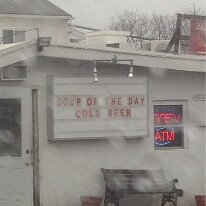 SOUP OF THE DAY
COLD BEER
OPEN
ATM